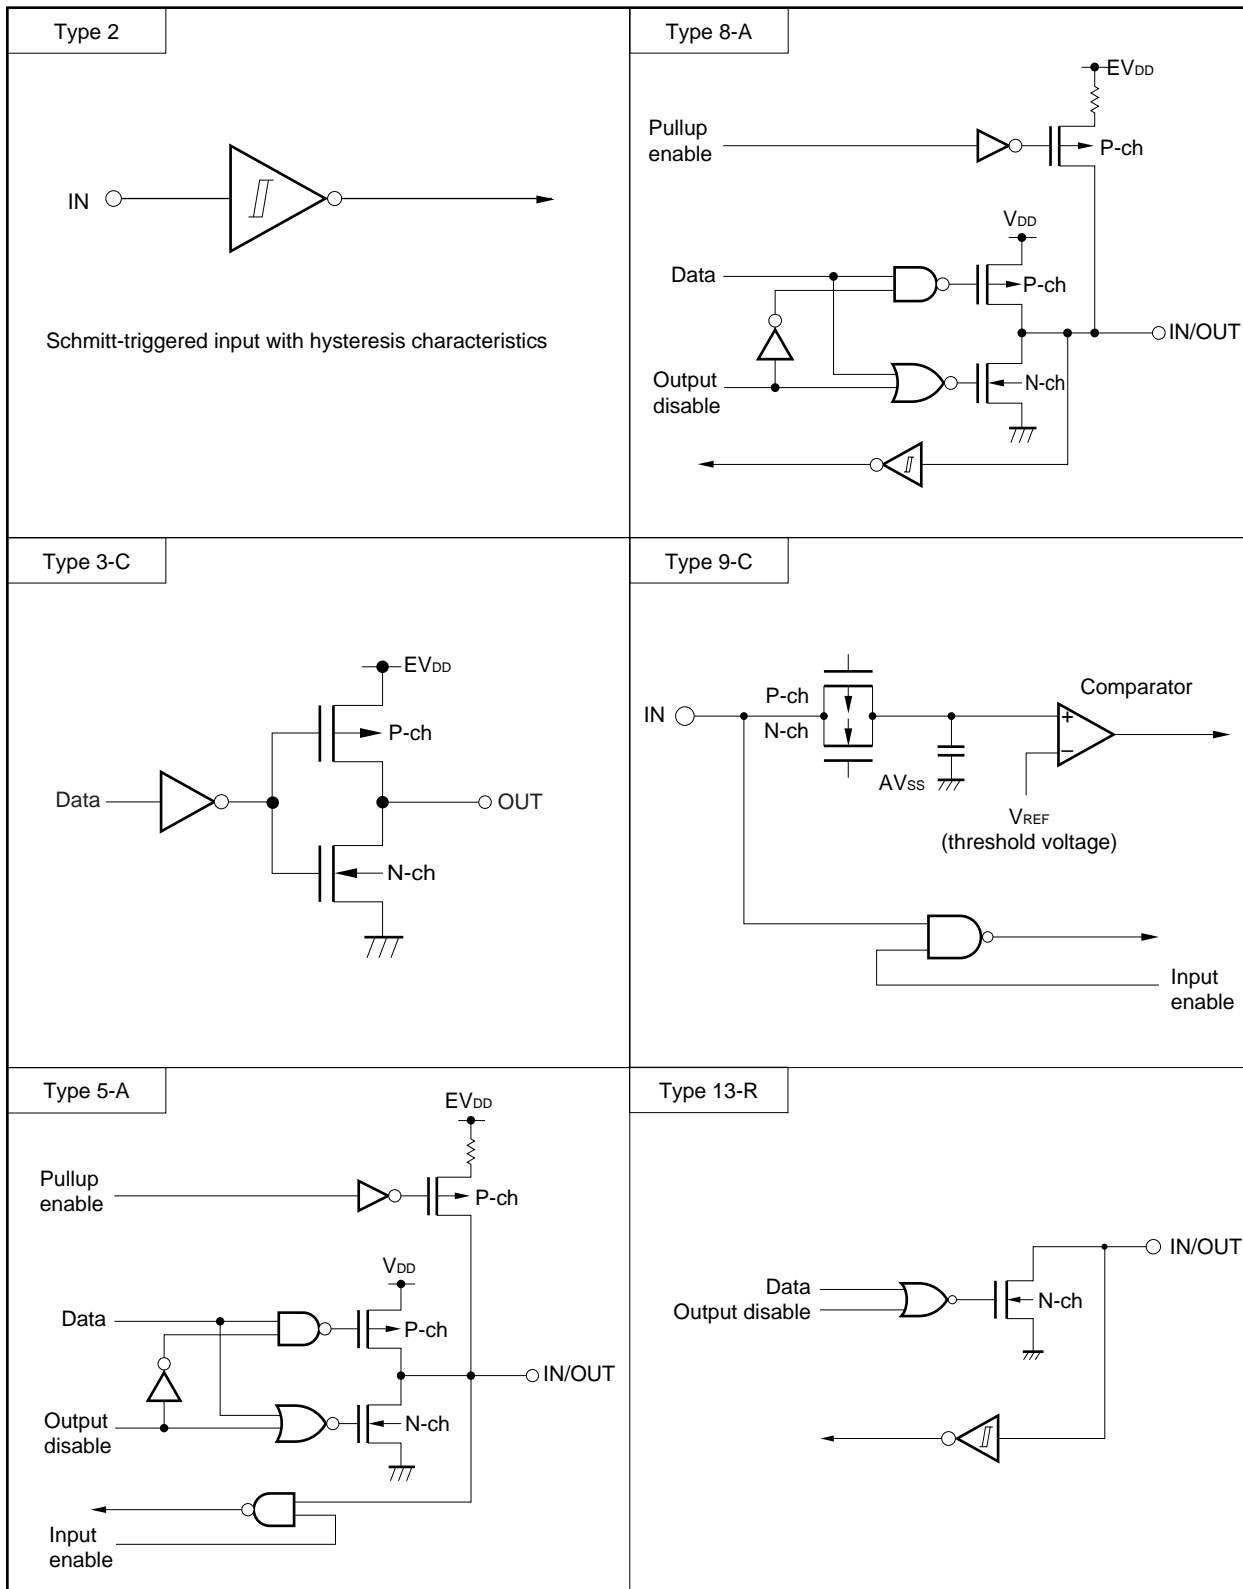 Type 2
IN
Schmitt-triggered input with hysteresis characteristics
Type 8-A
EVDD
Pullup
enable
P-ch
VDD
Data
P-ch
IN/OUT
Output
disable
N-ch
Type 3-C
EVDD
P-ch
Data
OUT
N-ch
Type 9-C
P-ch
Comparator
IN
N-ch
+
−
AVSS
VREF
(threshold voltage)
Input
enable
Type 5-A
EVDD
Pullup
enable
P-ch
VDD
Data
P-ch
IN/OUT
Output
disable
N-ch
Input
enable
Type 13-R
IN/OUT
Data
Output disable
N-ch